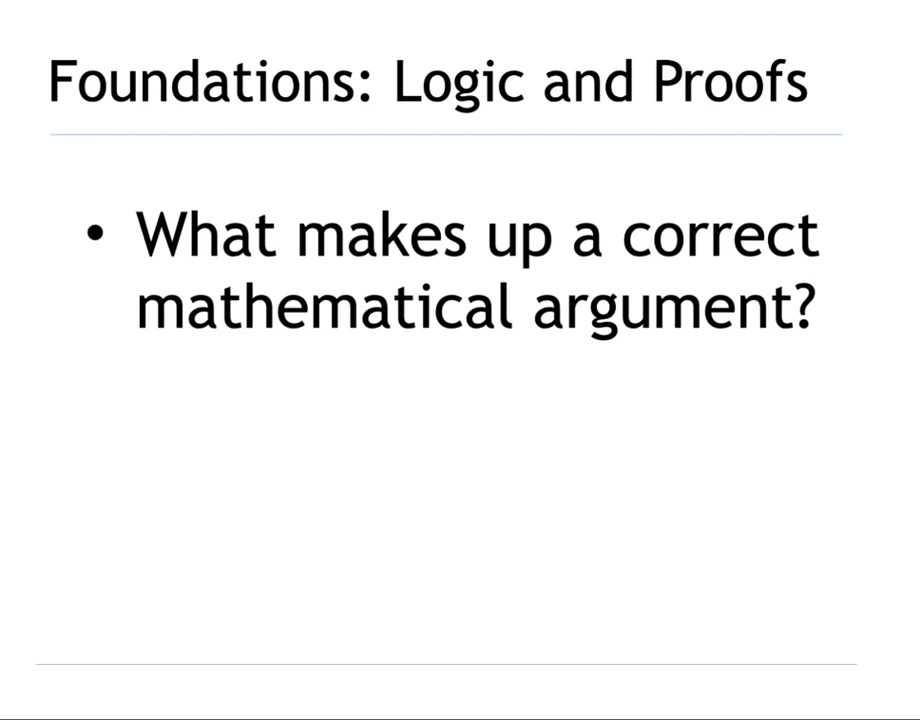 Foundations: Logic and Proofs
• What makes up a correct
mathematical argument?